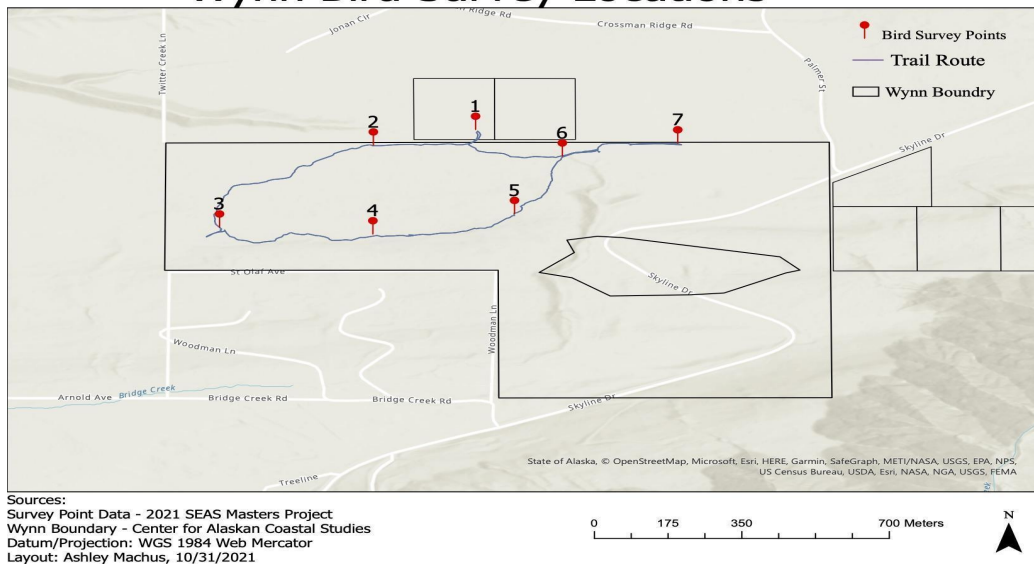 Wynn Bird Survey Locations
Jonan Cir
n Ridge Rd
Crossman Ridge Rd
Twitter Creek Ln
Palmer St
Bird Survey Points
Trail Route
Wynn Boundry
Skyline Dr
1
2
6
7
3
4
5
St Olaf Ave
Skyline Dr
Woodman Ln
Woodman Ln
Bridge Creek
Arnold Ave
Bridge Creek Rd
Bridge Creek Rd
Skyline Dr
Treeline
State of Alaska, © OpenStreetMap, Microsoft, Esri, HERE, Garmin, SafeGraph, METI/NASA, USGS, EPA, NPS,
US Census Bureau, USDA, Esri, NASA, NGA, USGS, FEMA
Sources:
Survey Point Data - 2021 SEAS Masters Project
Wynn Boundary - Center for Alaskan Coastal Studies
Datum/Projection: WGS 1984 Web Mercator
Layout: Ashley Machus, 10/31/2021
0 175 350 700 Meters
N